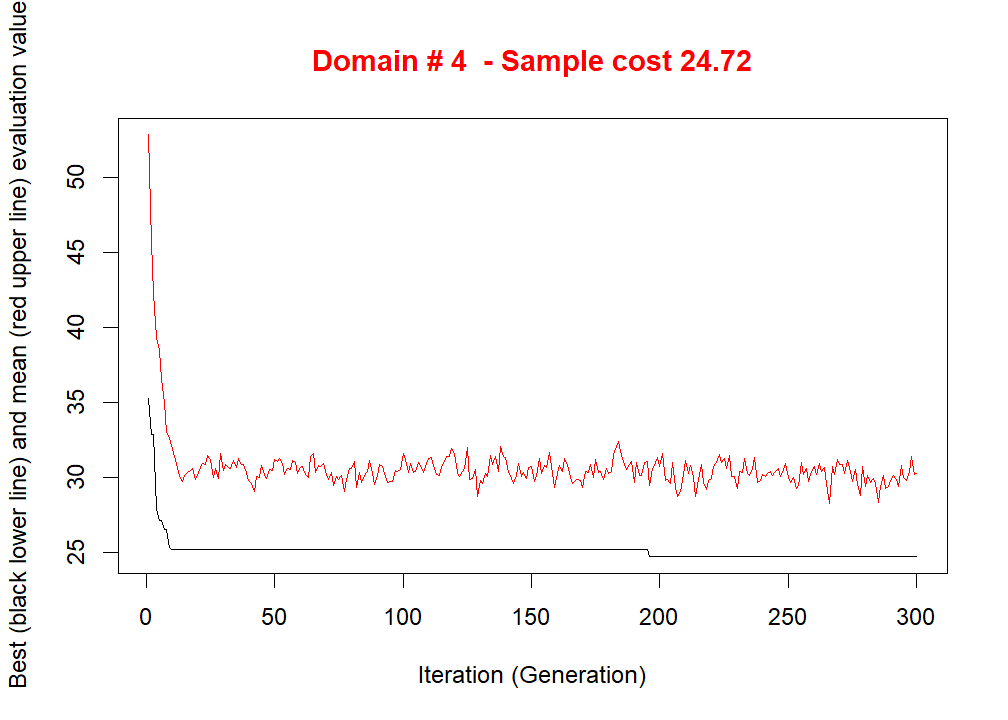 Domain # 4  - Sample cost 24.72
Best (black lower line) and mean (red upper line) evaluation value
50
45
40
35
30
25
0 50 100 150 200 250 300
Iteration (Generation)